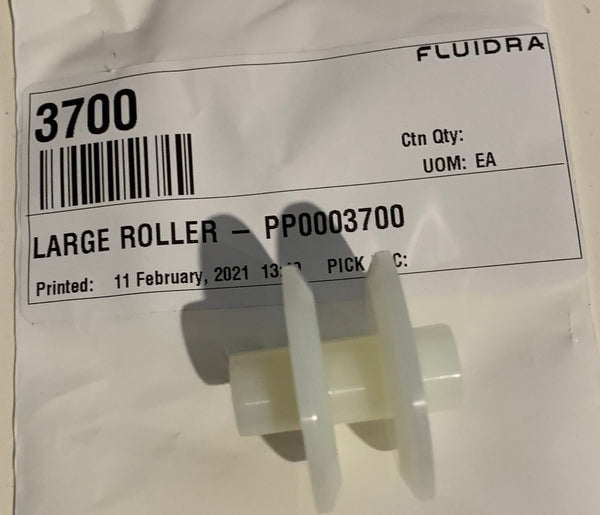 FLUIDRA
3700
Ctn Qty:
UOM: EA
LARGE ROLLER – PP0003700
Printed: 11 February, 2021 PICK